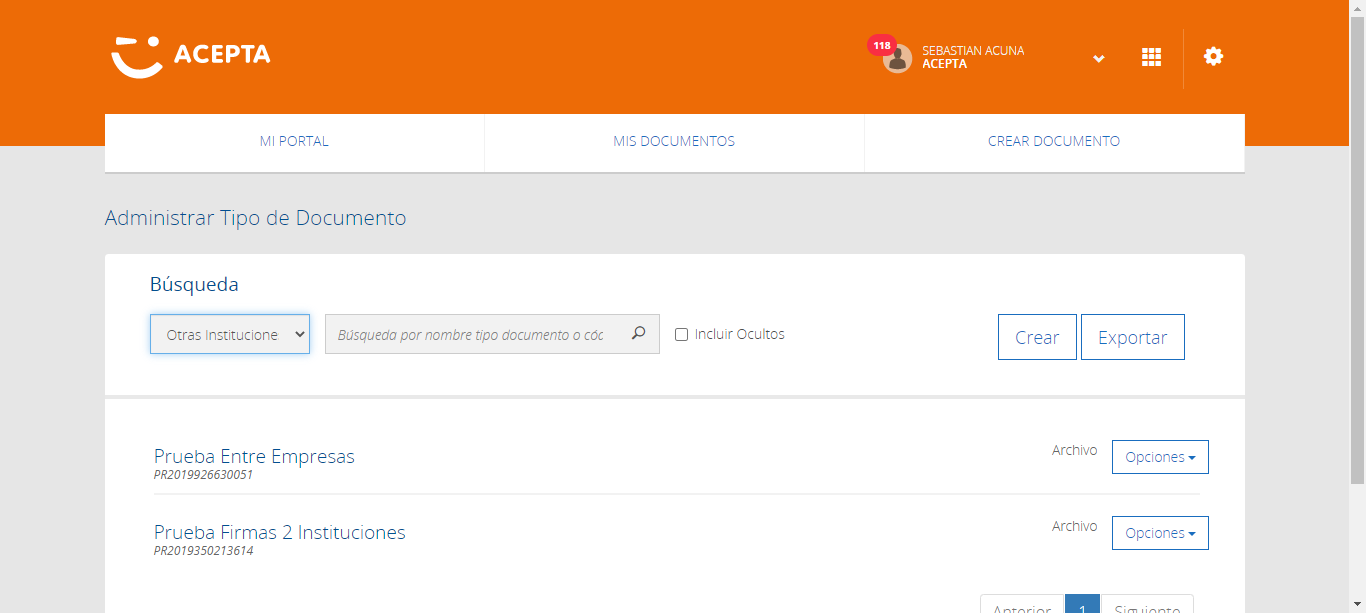 ACEPTA
118
SEBASTIAN ACUNA
ACEPTA
MI PORTAL
MIS DOCUMENTOS
CREAR DOCUMENTO
Administrar Tipo de Documento
Búsqueda
Otras Institucione
Búsqueda por nombre tipo documento o cóc
Incluir Ocultos
Crear
Exportar
Prueba Entre Empresas
PR2019926630051
Archivo
Opciones
Prueba Firmas 2 Instituciones
PR2019350213614
Archivo
Opciones
Anterior
1
Siguiente